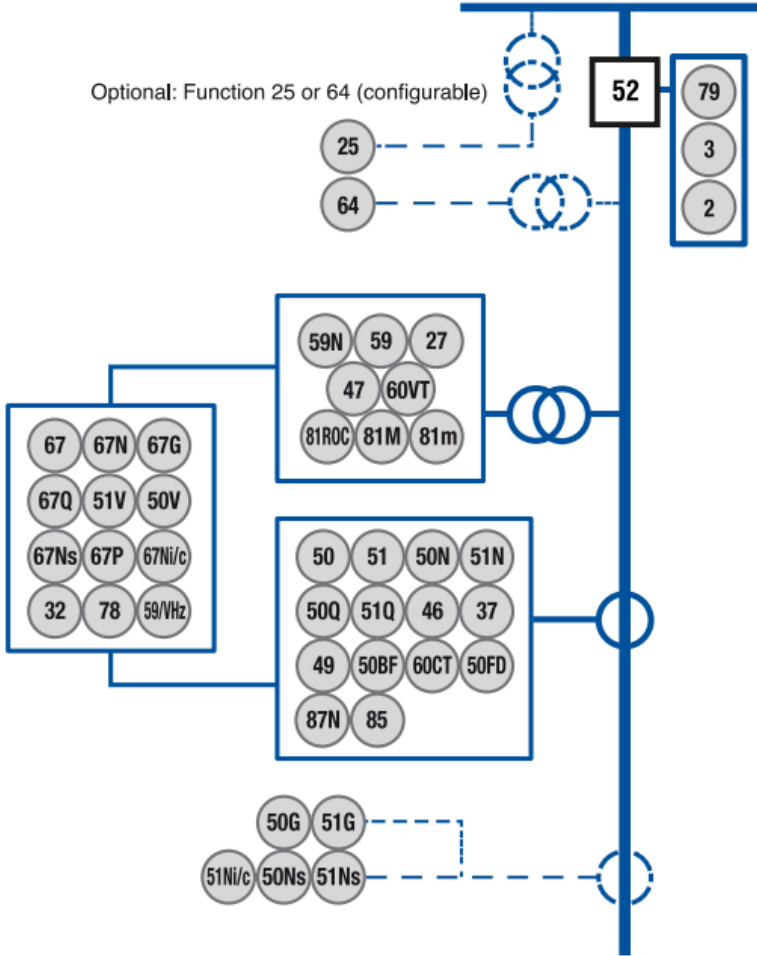 52
79
3
2
Optional: Function 25 or 64 (configurable)
25
64
59N 59 27
47 60VT
81ROC 81M 81m
67 67N 67G
67Q 51V 50V
67Ns 67P 67Ni/c
32 78 59/VHz
50 51 50N 51N
50Q 51Q 46 37
49 50BF 60CT 50FD
87N 85
50G 51G
51Ni/c 50Ns 51Ns